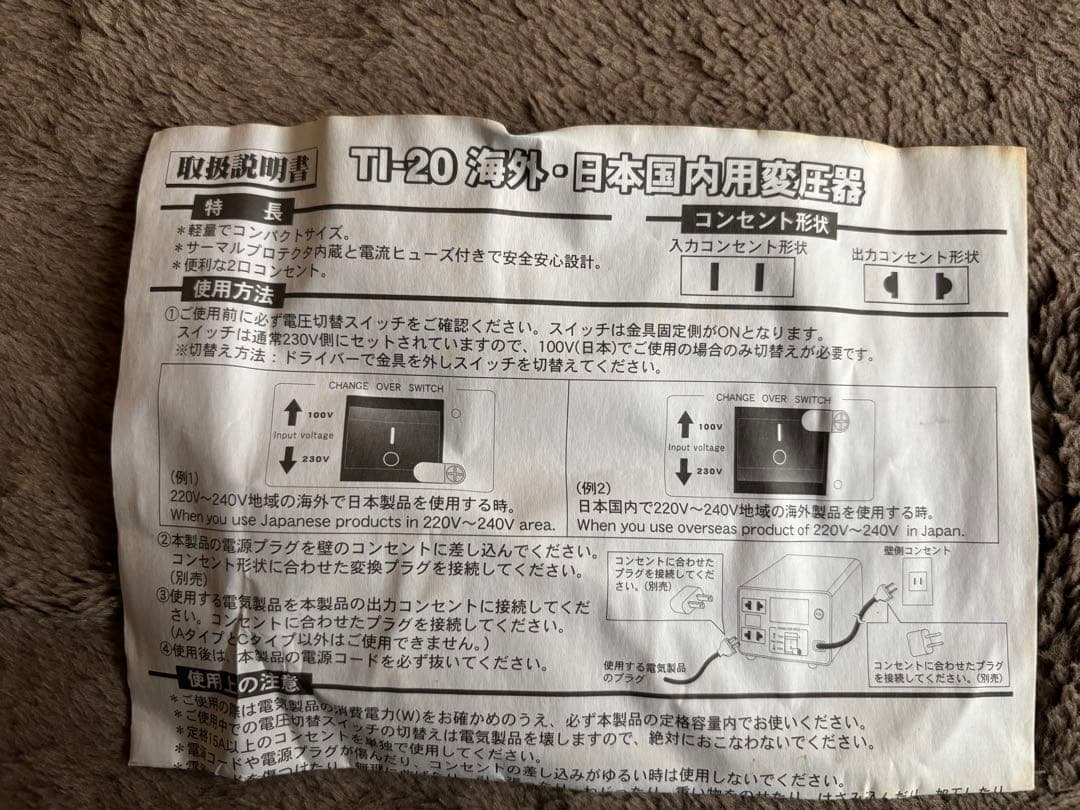 取扱説明書
TI-20 海外・日本国内用変圧器
特　長
＊軽量でコンパクトサイズ。
＊サーマルプロテクタ内蔵と電流ヒューズ付きで安全安心設計。
＊便利な2口コンセント。
コンセント形状
入力コンセント形状
出力コンセント形状
使用方法
①ご使用前に必ず電圧切替スイッチをご確認ください。スイッチは金具固定側がONとなります。
スイッチは通常230V側にセットされていますので、100V(日本)でご使用の場合のみ切替えが必要です。
※切替え方法：ドライバーで金具を外しスイッチを切替えてください。
CHANGE OVER SWITCH
100V
Input voltage
230V
(例1)
220V～240V地域の海外で日本製品を使用する時。
When you use Japanese products in 220V～240V area.
CHANGE OVER SWITCH
100V
Input voltage
230V
(例2)
日本国内で220V～240V地域の海外製品を使用する時。
When you use overseas product of 220V～240V in Japan.
②本製品の電源プラグを壁のコンセントに差し込んでください。
コンセント形状に合わせた変換プラグを接続してください。
(別売)
③使用する電気製品を本製品の出力コンセントに接続してくだ
さい。コンセントに合わせたプラグを接続してください。
(AタイプとCタイプ以外はご使用できません。)
④使用後は、本製品の電源コードを必ず抜いてください。
コンセントに合わせた
プラグを接続してくだ
さい。(別売)
壁側コンセント
使用する電気製品
のプラグ
コンセントに合わせたプラグ
を接続してください。(別売)
使用上の注意
＊ご使用の際は電気製品の消費電力(W)をお確かめのうえ、必ず本製品の定格容量内でお使いください。
＊ご使用中での電圧切替スイッチの切替えは電気製品を壊しますので、絶対におこなわないでください。
＊定格15A以上のコンセントを単独で使用してください。
＊電源コードや電源プラグが傷んだり、コンセントの差し込みがゆるい時は使用しないでください。